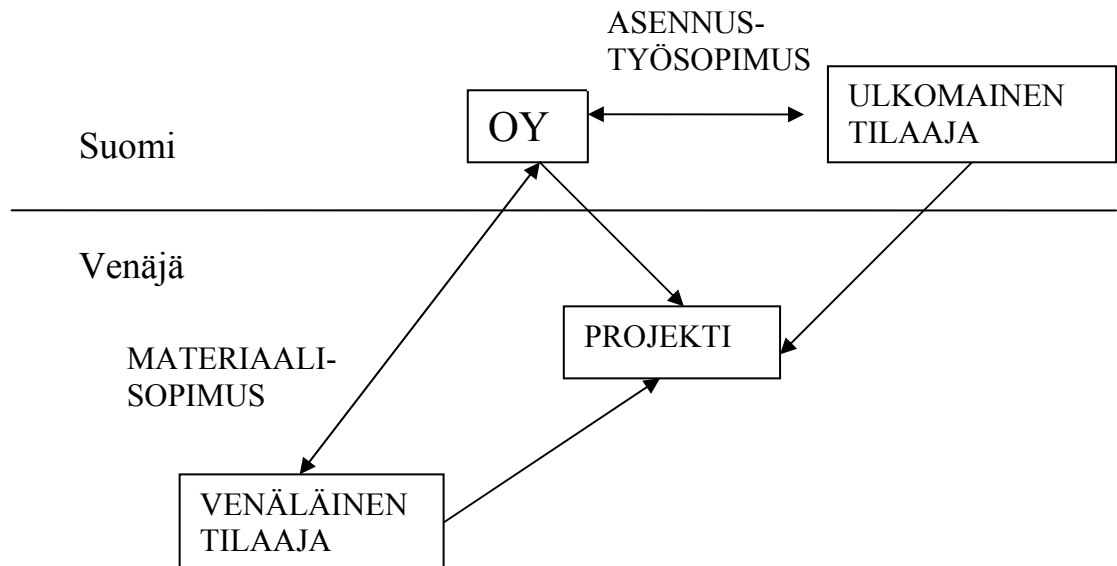 ASENNUS-
TYÖSOPIMUS
OY
ULKOMAINEN
TILAAJA
Suomi
Venäjä
PROJEKTI
MATERIAALI-
SOPIMUS
VENÄLÄINEN
TILAAJA